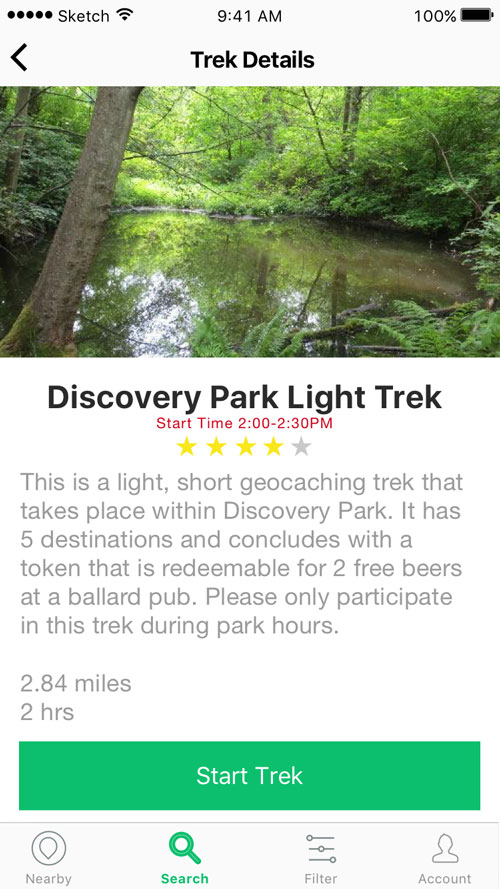 Sketch 9:41 AM 100%
Trek Details
Discovery Park Light Trek
Start Time 2:00-2:30PM
This is a light, short geocaching trek that
takes place within Discovery Park. It has
5 destinations and concludes with a
token that is redeemable for 2 free beers
at a ballard pub. Please only participate
in this trek during park hours.
2.84 miles
2 hrs
Start Trek
Nearby Search Filter Account